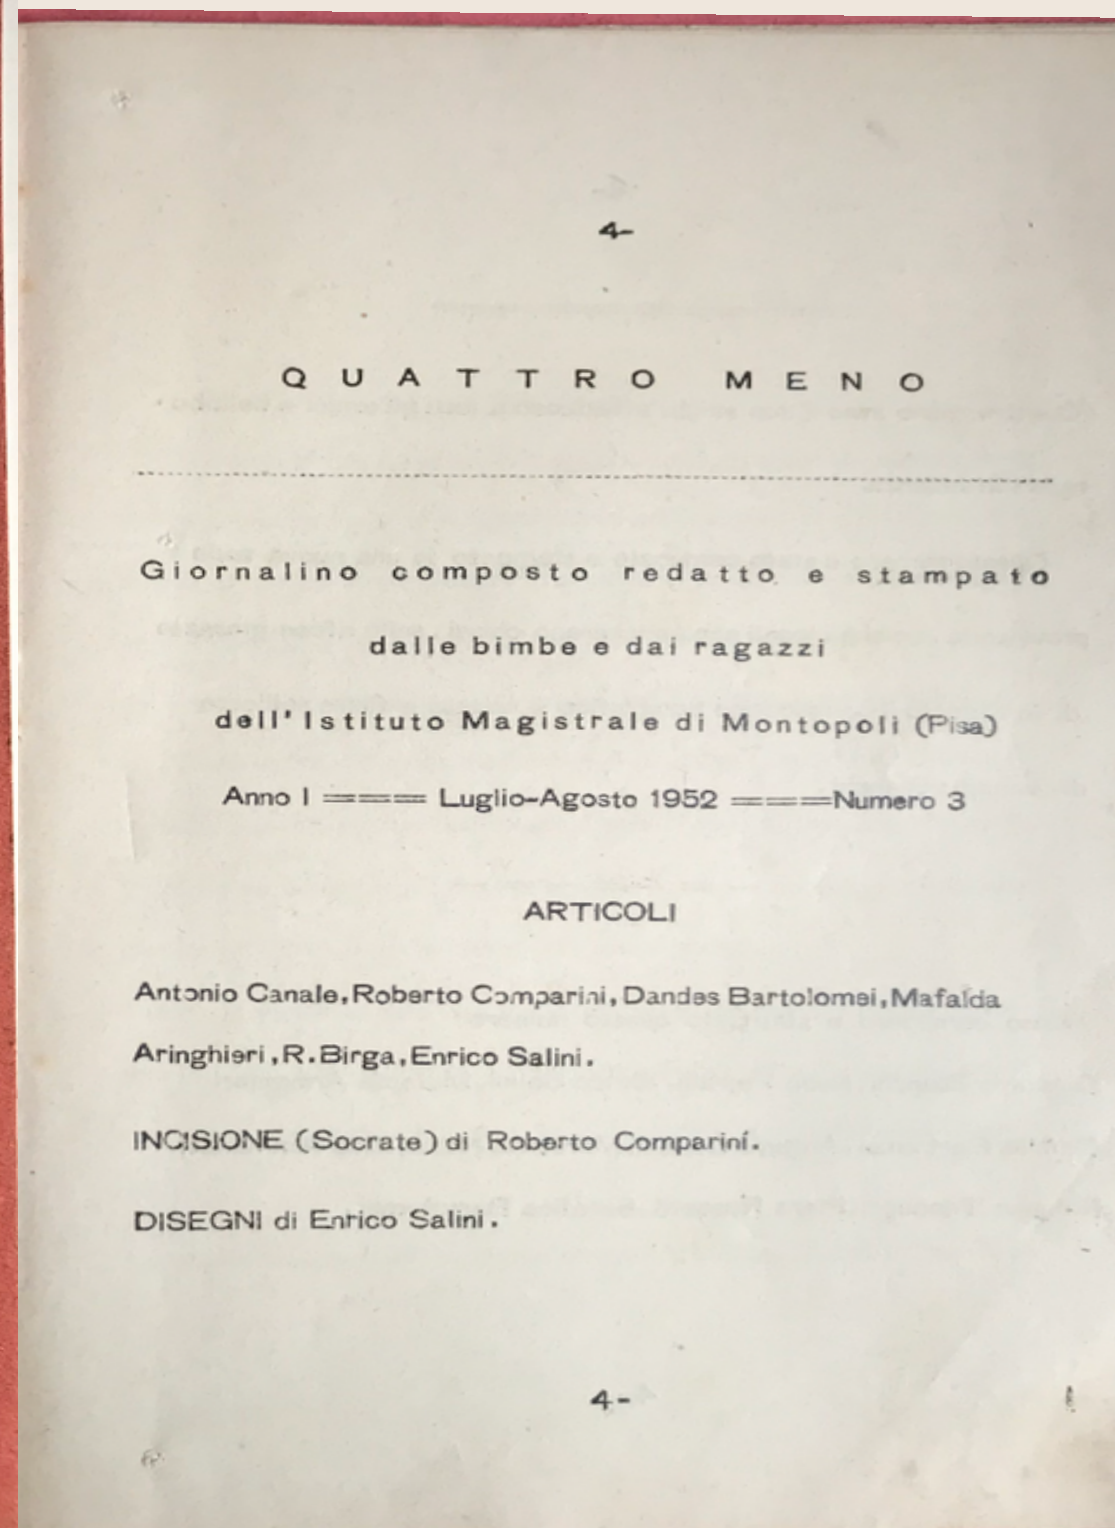 4-
QUATTRO MENO
Giornalino composto redatto e stampato
dalle bimbe e dai ragazzi
dell'Istituto Magistrale di Montopoli (Pisa)
Anno I ==== Luglio-Agosto 1952 ====Numero 3
ARTICOLI
Antonio Canale,Roberto Comparini,Dandes Bartolomei,Mafalda
Aringhieri,R.Birga,Enrico Salini.
INCISIONE (Socrate) di Roberto Comparini.
DISEGNI di Enrico Salini.
4-